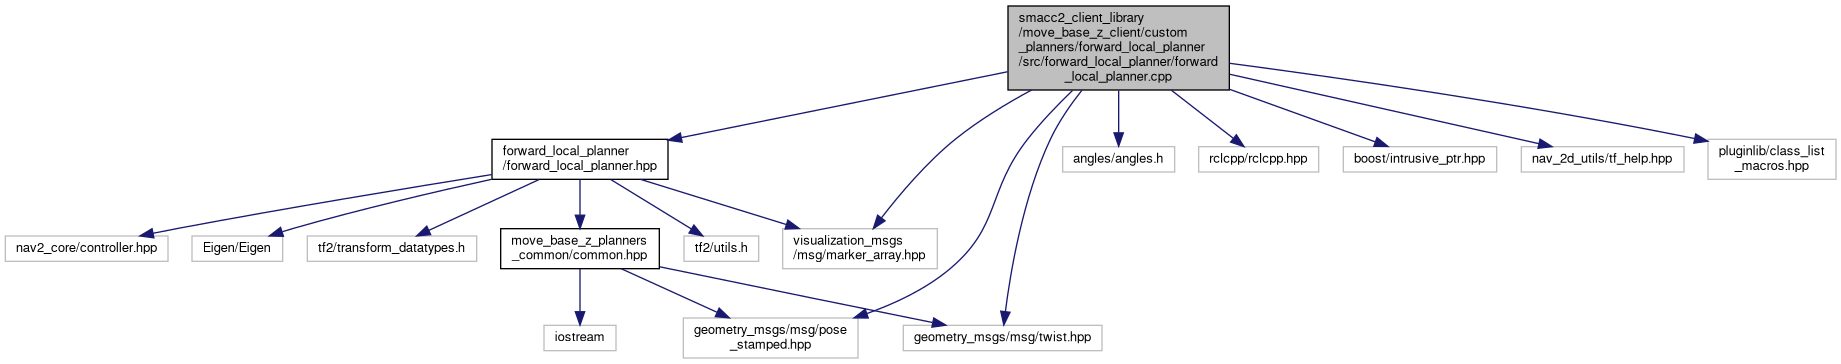 smacc2_client_library
/move_base_z_client/custom
_planners/forward_local_planner
/src/forward_local_planner/forward
_local_planner.cpp
forward_local_planner
/forward_local_planner.hpp
angles/angles.h
rclcpp/rclcpp.hpp
boost/intrusive_ptr.hpp
nav_2d_utils/tf_help.hpp
pluginlib/class_list
_macros.hpp
nav2_core/controller.hpp
Eigen/Eigen
tf2/transform_datatypes.h
move_base_z_planners
_common/common.hpp
tf2/utils.h
visualization_msgs
/msg/marker_array.hpp
iostream
geometry_msgs/msg/pose
_stamped.hpp
geometry_msgs/msg/twist.hpp